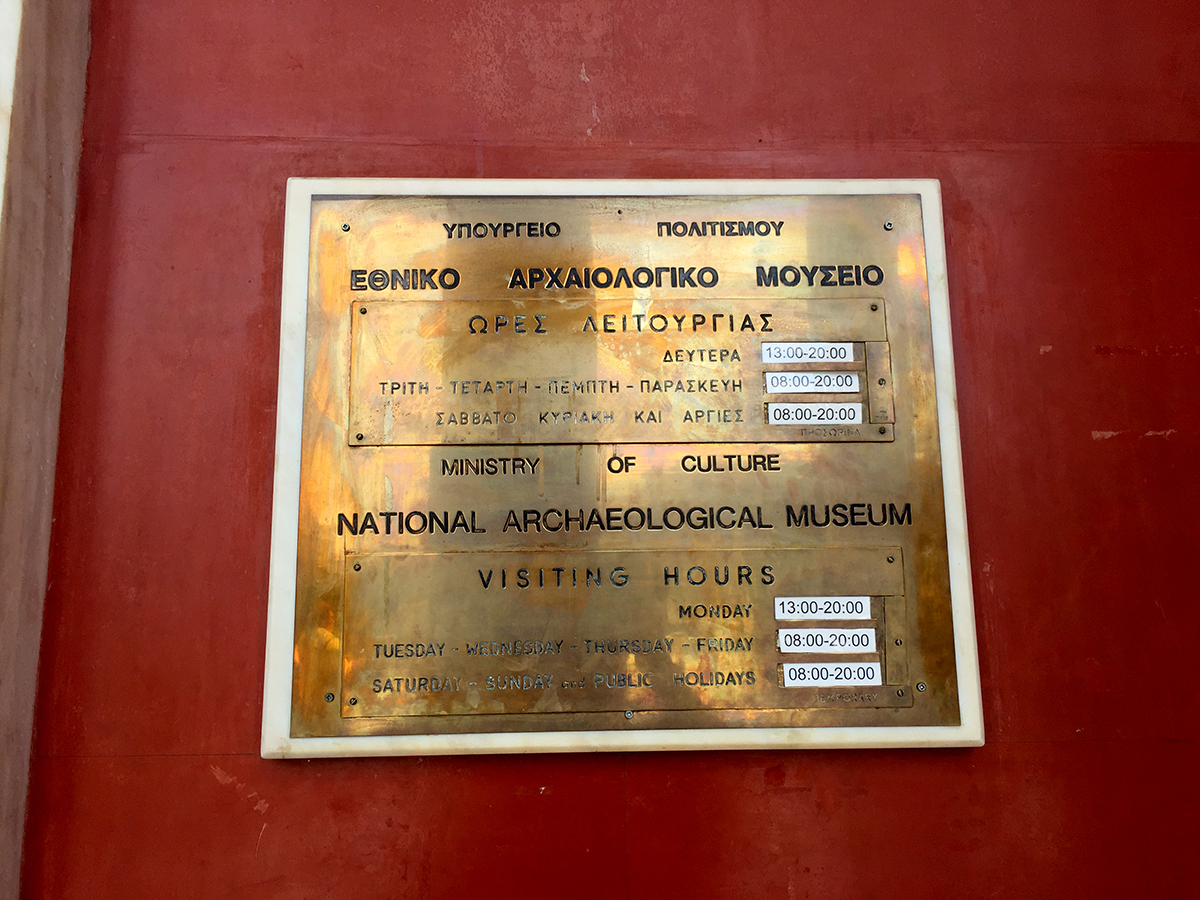 ΥΠΟΥΡΓΕΙΟ ΠΟΛΙΤΙΣΜΟΥ
ΕΘΝΙΚΟ ΑΡΧΑΙΟΛΟΓΙΚΟ ΜΟΥΣΕΙΟ
ΩΡΕΣ ΛΕΙΤΟΥΡΓΙΑΣ
ΔΕΥΤΕΡΑ 13:00-20:00
ΤΡΙΤΗ - ΤΕΤΑΡΤΗ - ΠΕΜΠΤΗ - ΠΑΡΑΣΚΕΥΗ 08:00-20:00
ΣΑΒΒΑΤΟ ΚΥΡΙΑΚΗ ΚΑΙ ΑΡΓΙΕΣ 08:00-20:00
ΠΡΟΣΩΡΙΝΑ
MINISTRY OF CULTURE
NATIONAL ARCHAEOLOGICAL MUSEUM
VISITING HOURS
MONDAY 13:00-20:00
TUESDAY - WEDNESDAY - THURSDAY - FRIDAY 08:00-20:00
SATURDAY - SUNDAY and PUBLIC HOLIDAYS 08:00-20:00
TEMPORARY